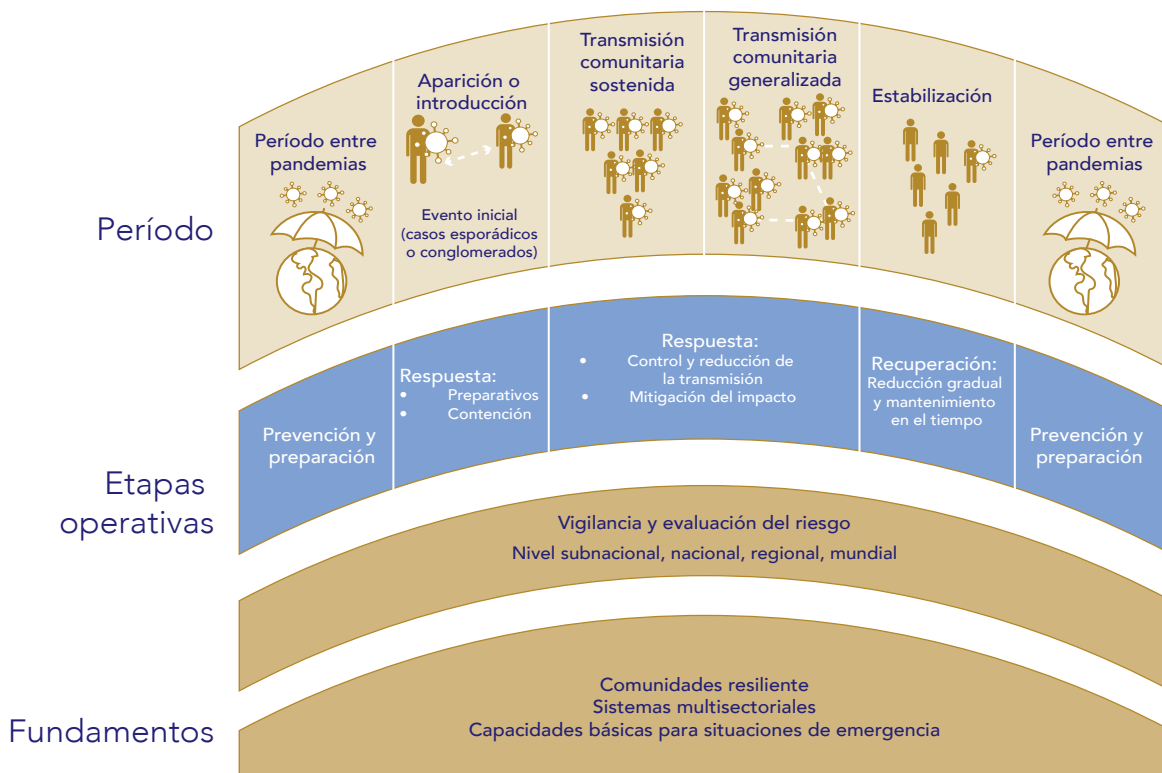 Período
Período entre
pandemias
Aparición o
introducción
Evento inicial
(casos esporádicos
o conglomerados)
Transmisión
comunitaria
sostenida
Transmisión
comunitaria
generalizada
Estabilización
Período entre
pandemias
Etapas
operativas
Prevención y
preparación
Respuesta:
• Preparativos
• Contención
Respuesta:
• Control y reducción de
la transmisión
• Mitigación del impacto
Recuperación:
Reducción gradual
y mantenimiento
en el tiempo
Prevención y
preparación
Vigilancia y evaluación del riesgo
Nivel subnacional, nacional, regional, mundial
Fundamentos
Comunidades resiliente
Sistemas multisectoriales
Capacidades básicas para situaciones de emergencia